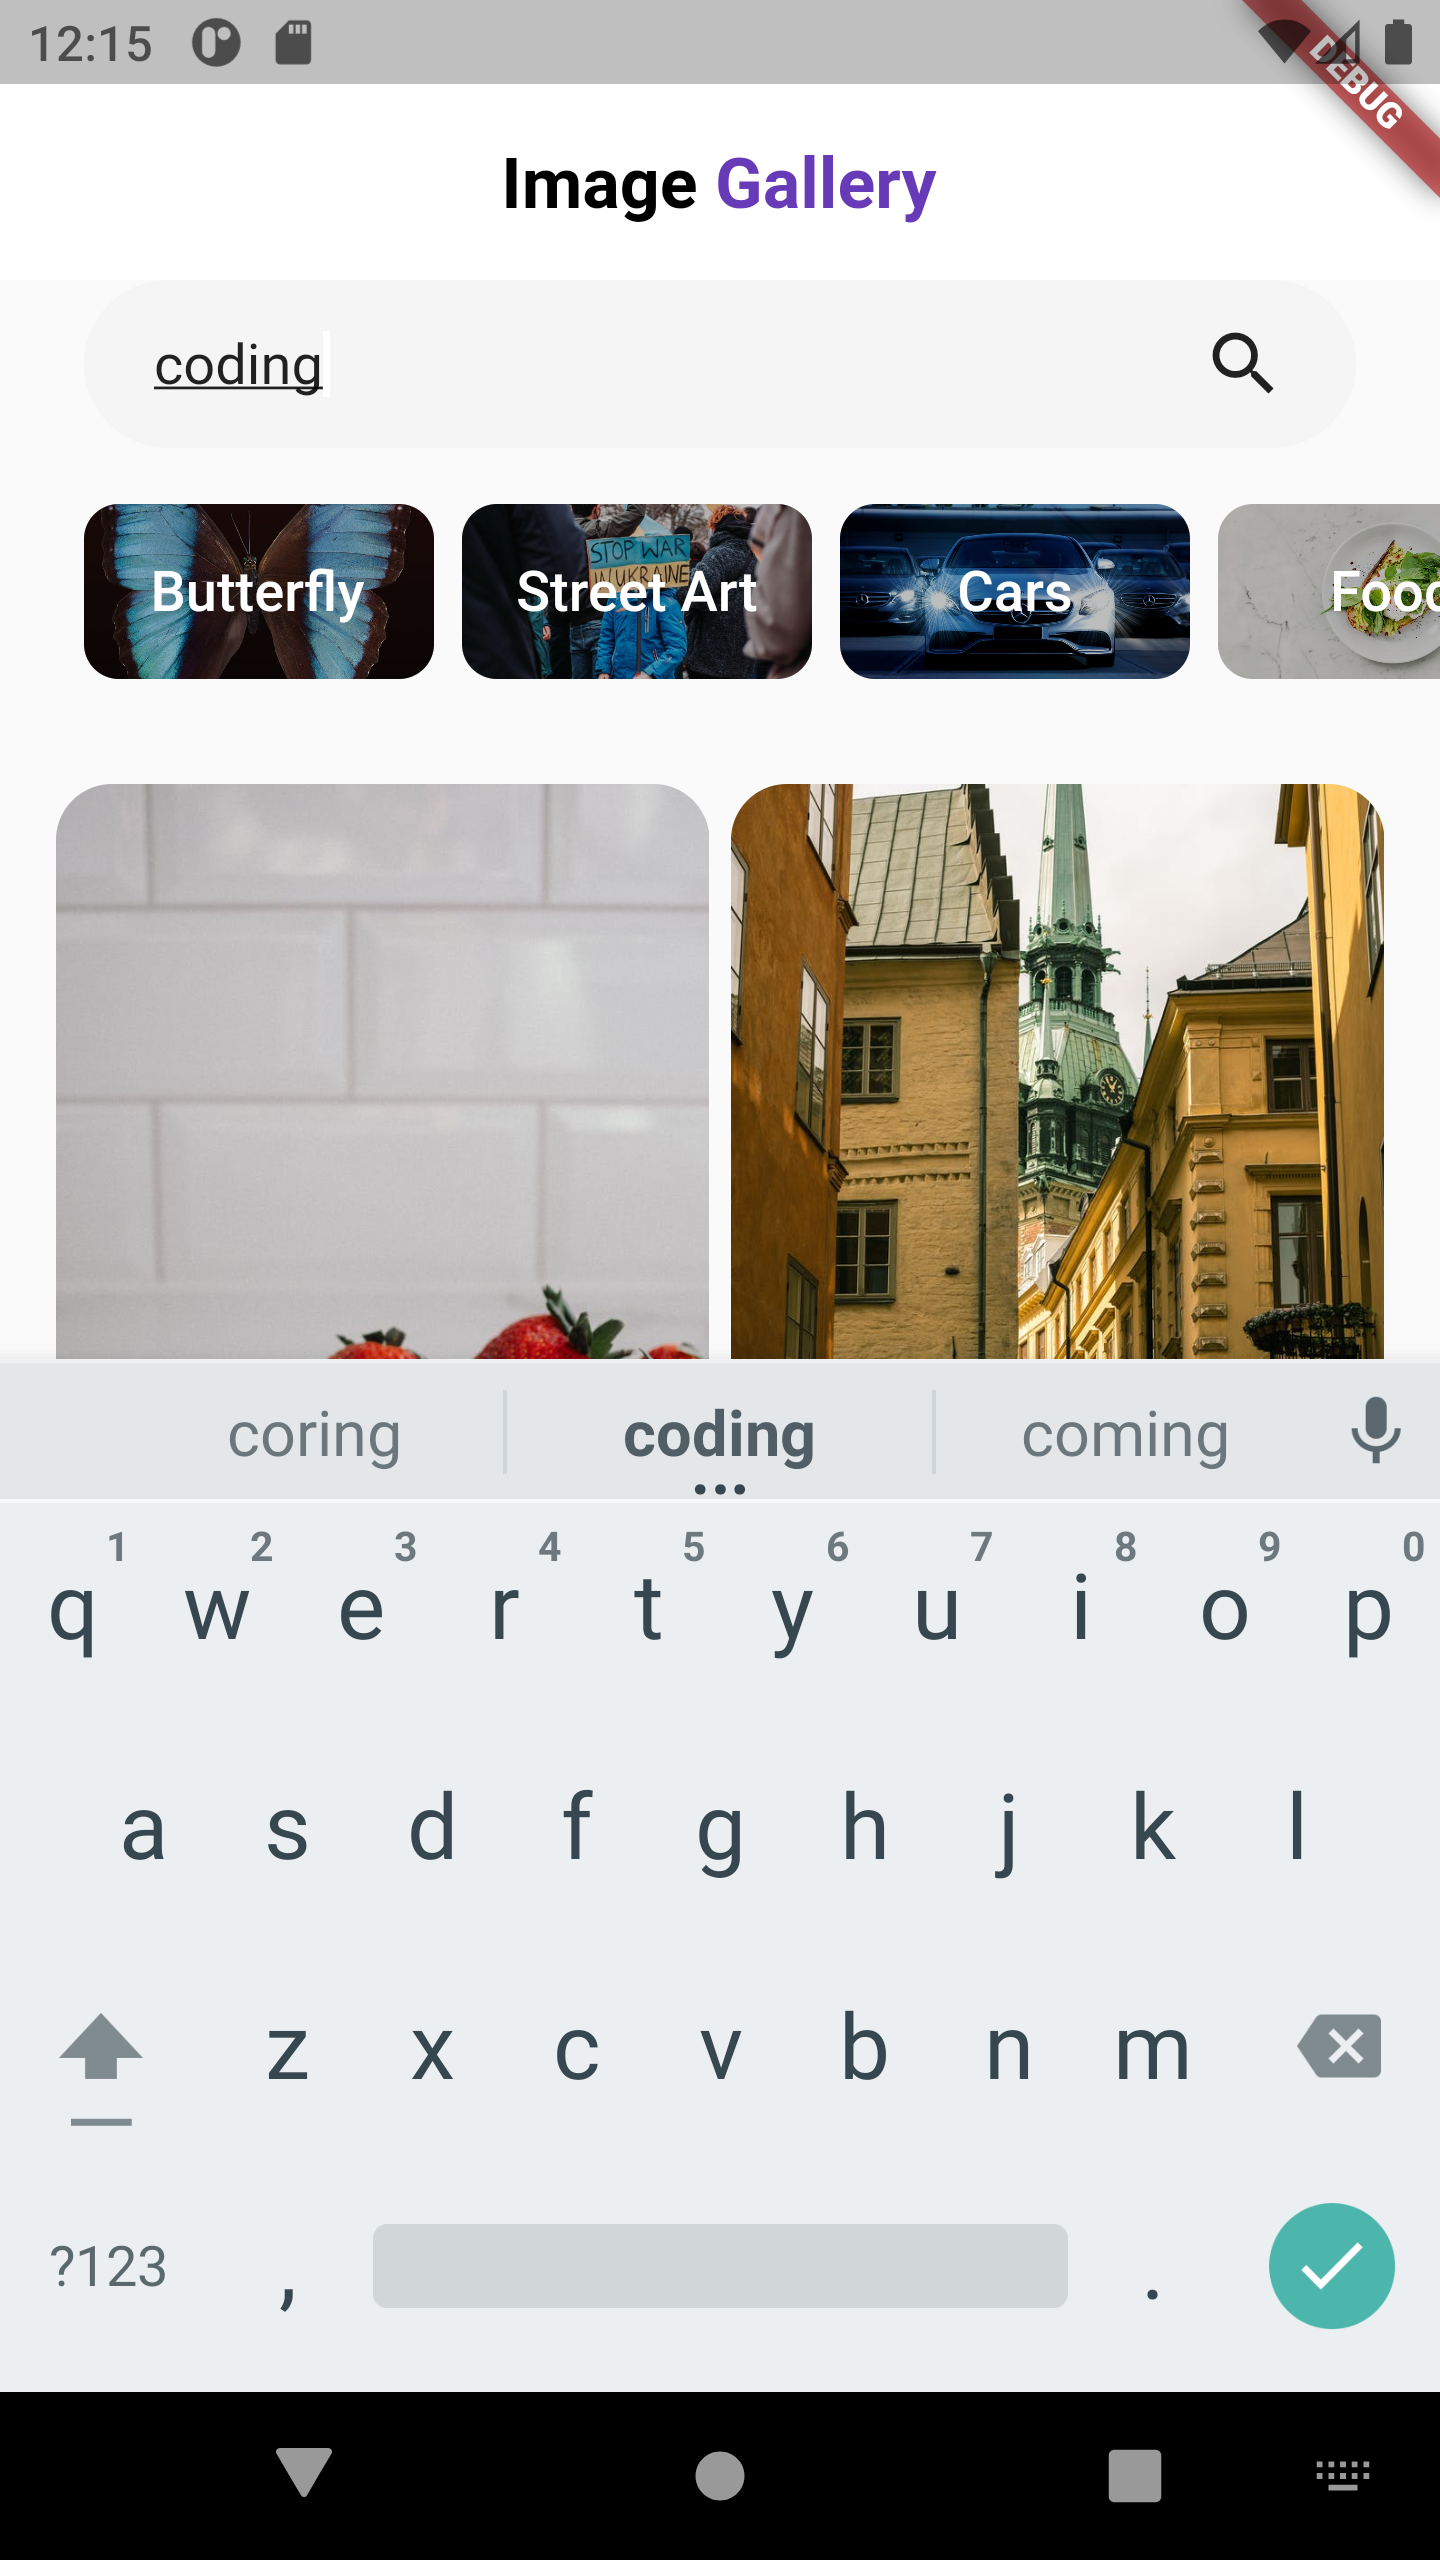 12:15
DEBUG
Image Gallery
coding
Butterfly
Street Art
Cars
Food
STOP WAR
IN UKRAINE
coring
coding
coming
1 2 3 4 5 6 7 8 9 0
q w e r t y u i o p
a s d f g h j k l
z x c v b n m
?123 , .